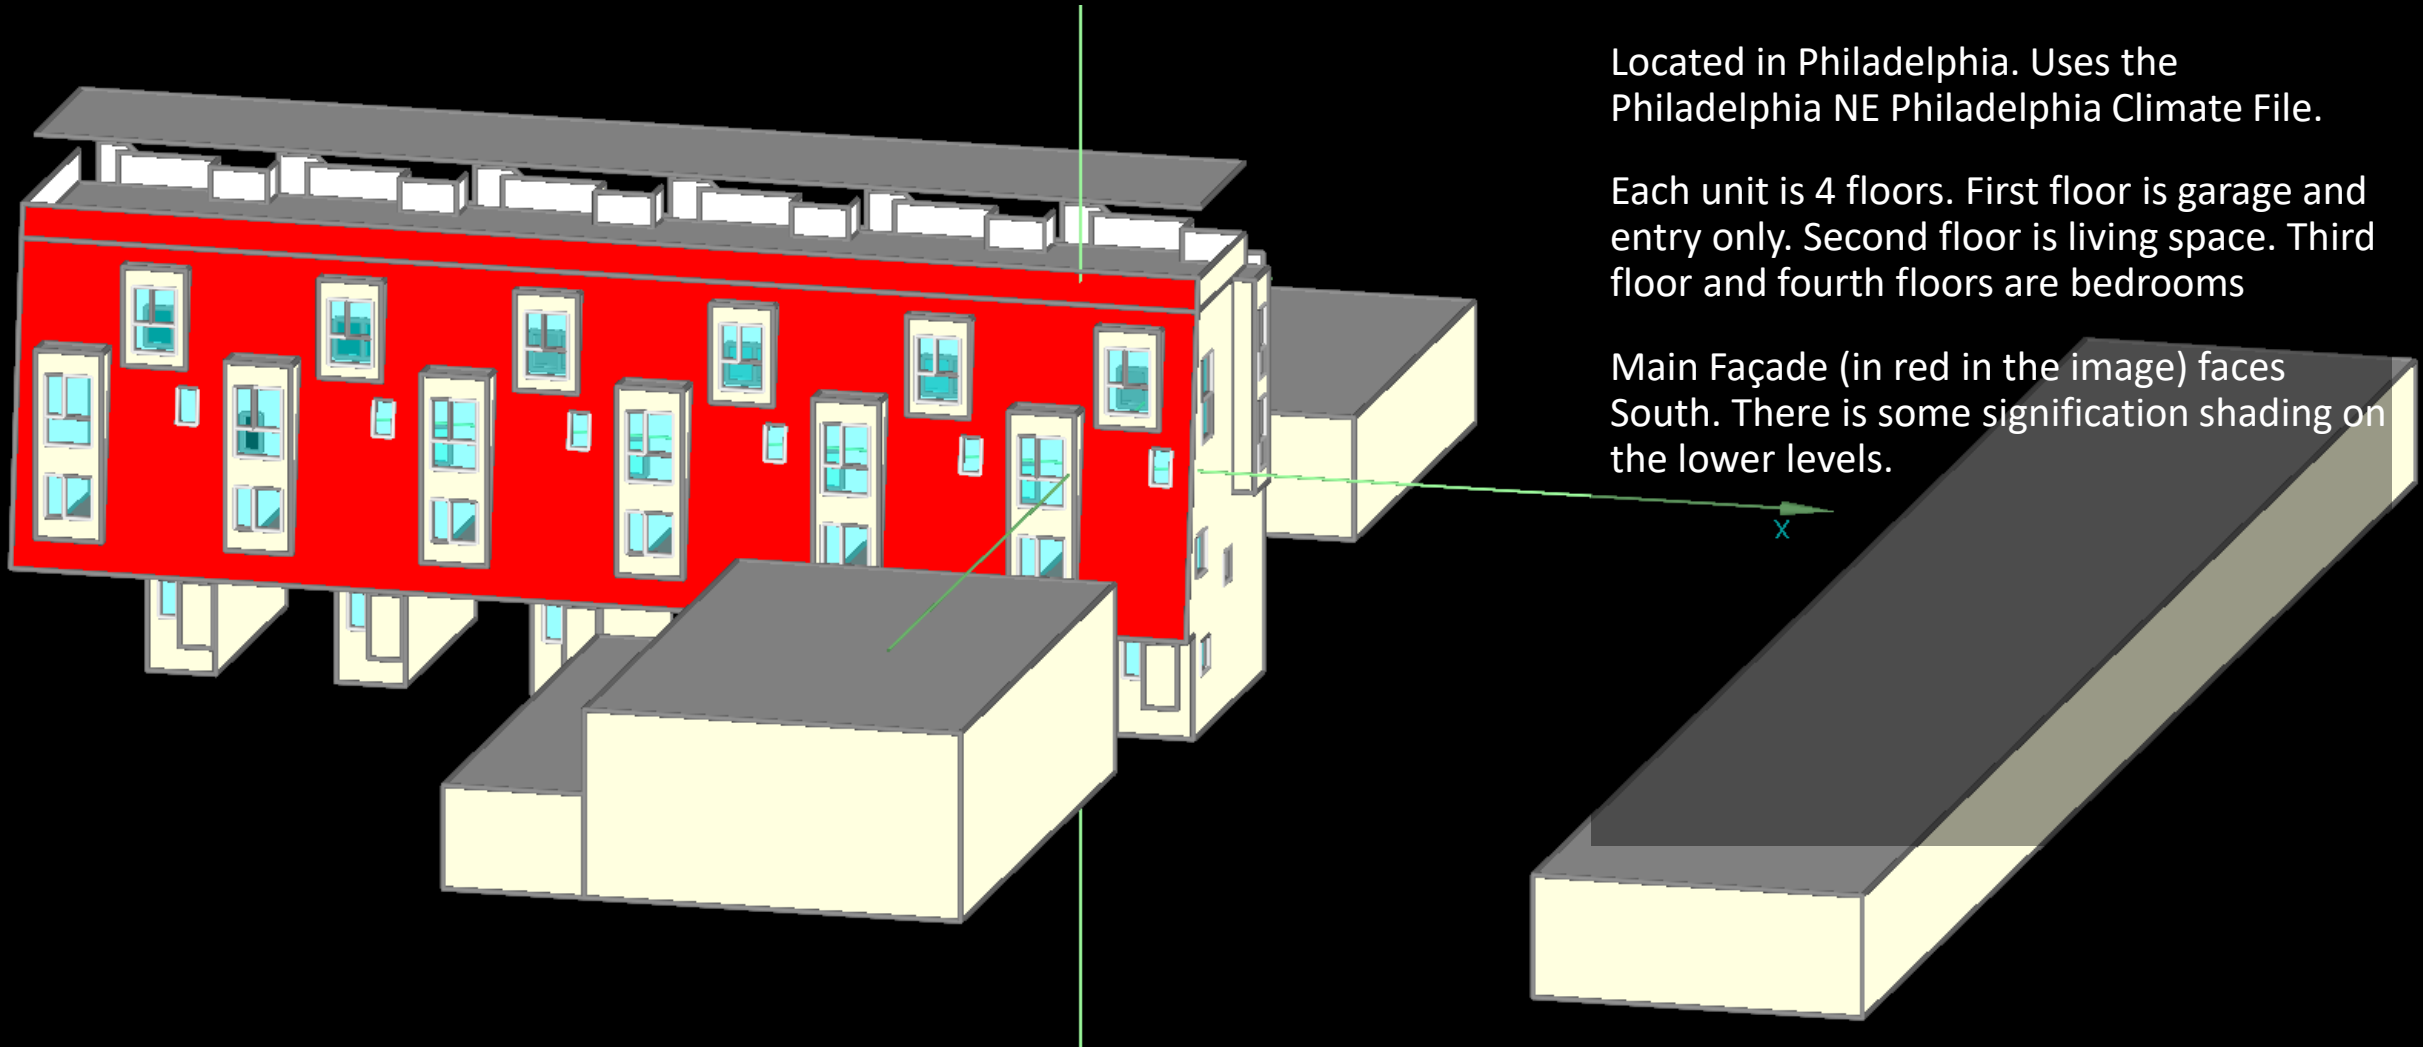 Located in Philadelphia. Uses the
Philadelphia NE Philadelphia Climate File.
Each unit is 4 floors. First floor is garage and
entry only. Second floor is living space. Third
floor and fourth floors are bedrooms
Main Façade (in red in the image) faces
South. There is some signification shading on
the lower levels.
X